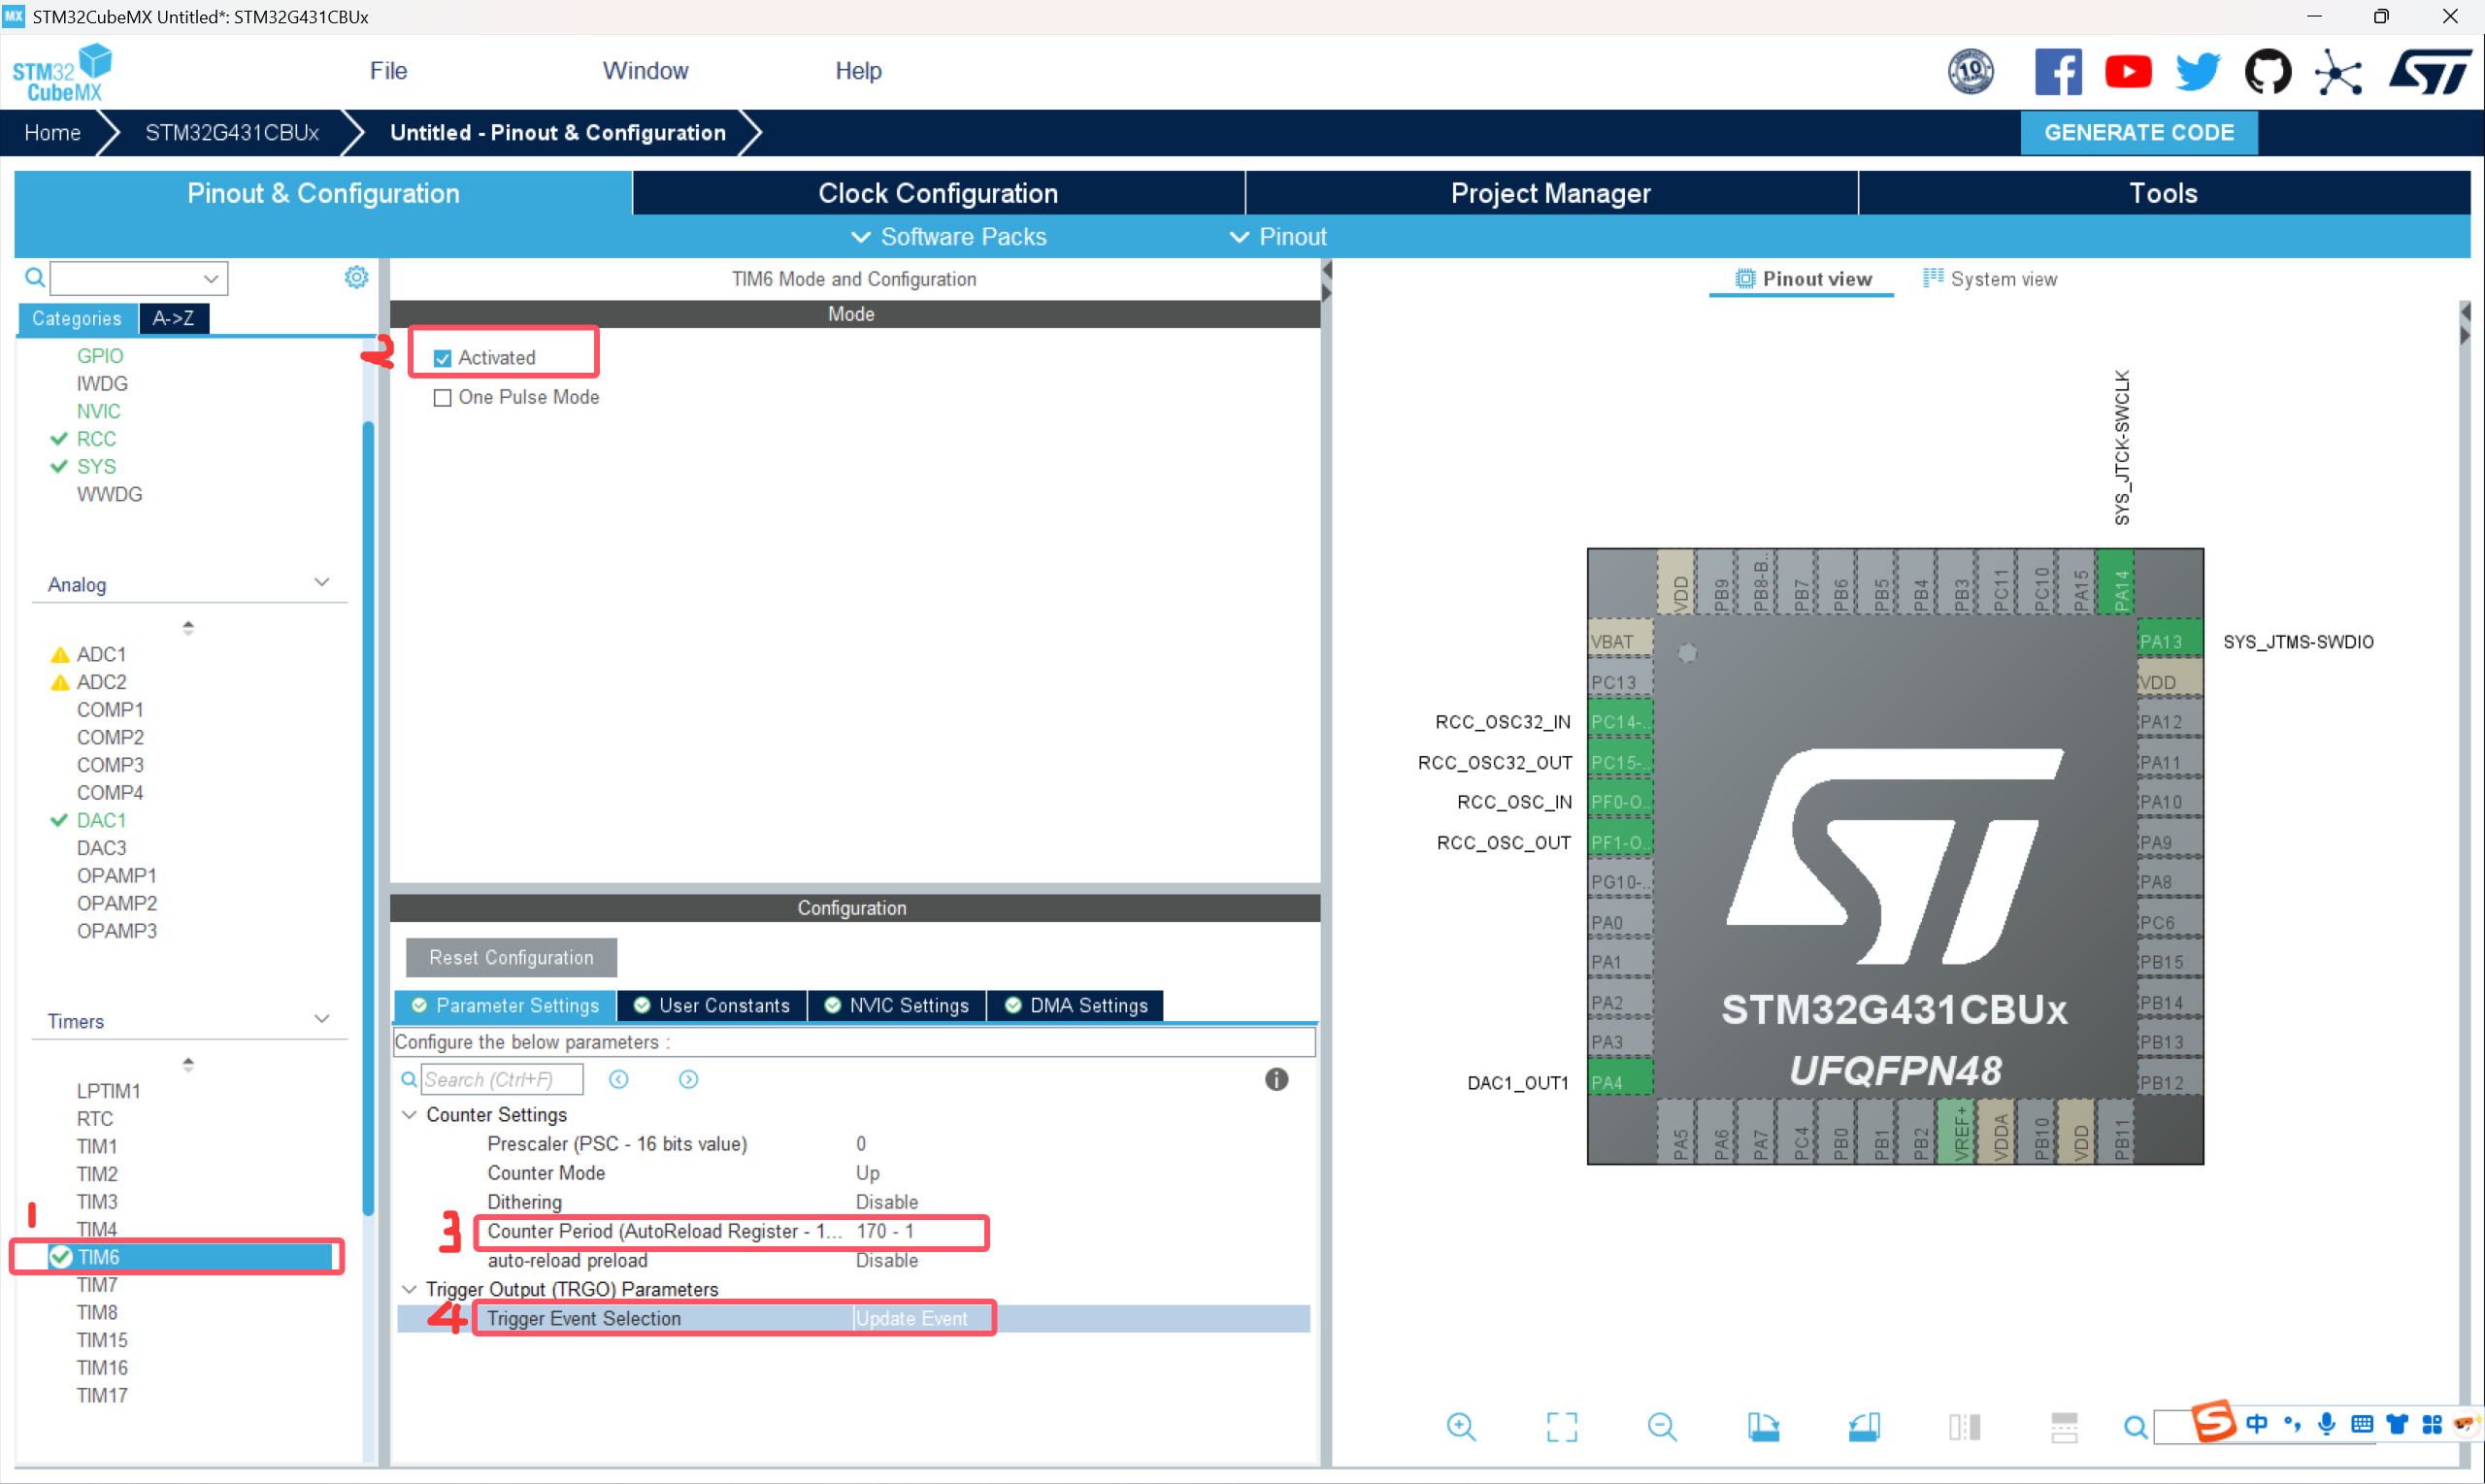 MX STM32CubeMX Untitled*: STM32G431CBUx
STM32
CubeMX
File
Window
Help
10
Home
STM32G431CBUx
Untitled - Pinout & Configuration
GENERATE CODE
Pinout & Configuration
Clock Configuration
Project Manager
Tools
Software Packs
Pinout
Categories
A->Z
GPIO
IWDG
NVIC
RCC
SYS
WWDG
Analog
ADC1
ADC2
COMP1
COMP2
COMP3
COMP4
DAC1
DAC3
OPAMP1
OPAMP2
OPAMP3
Timers
LPTIM1
RTC
TIM1
TIM2
TIM3
TIM4
1
TIM6
TIM7
TIM8
TIM15
TIM16
TIM17
TIM6 Mode and Configuration
Mode
2
Activated
One Pulse Mode
Configuration
Reset Configuration
Parameter Settings
User Constants
NVIC Settings
DMA Settings
Configure the below parameters :
Search (Ctrl+F)
Counter Settings
Prescaler (PSC - 16 bits value) 0
Counter Mode Up
Dithering Disable
3
Counter Period (AutoReload Register - 1... 170 - 1
auto-reload preload Disable
Trigger Output (TRGO) Parameters
4
Trigger Event Selection Update Event
Pinout view
System view
SYS_JTCK-SWCLK
VDD
PB9
PB8-B..
PB7
PB6
PB5
PB4
PB3
PC11
PC10
PA15
PA14
VBAT
PC13
RCC_OSC32_IN PC14-..
RCC_OSC32_OUT PC15-..
RCC_OSC_IN PF0-O..
RCC_OSC_OUT PF1-O..
PG10-..
PA0
PA1
PA2
PA3
DAC1_OUT1 PA4
PA13 SYS_JTMS-SWDIO
VDD
PA12
PA11
PA10
PA9
PA8
PC6
PB15
PB14
PB13
PB12
ST
STM32G431CBUx
UFQFPN48
PA5
PA6
PA7
PC4
PB0
PB1
PB2
VREF+
VDDA
PB10
VDD
PB11
S
中